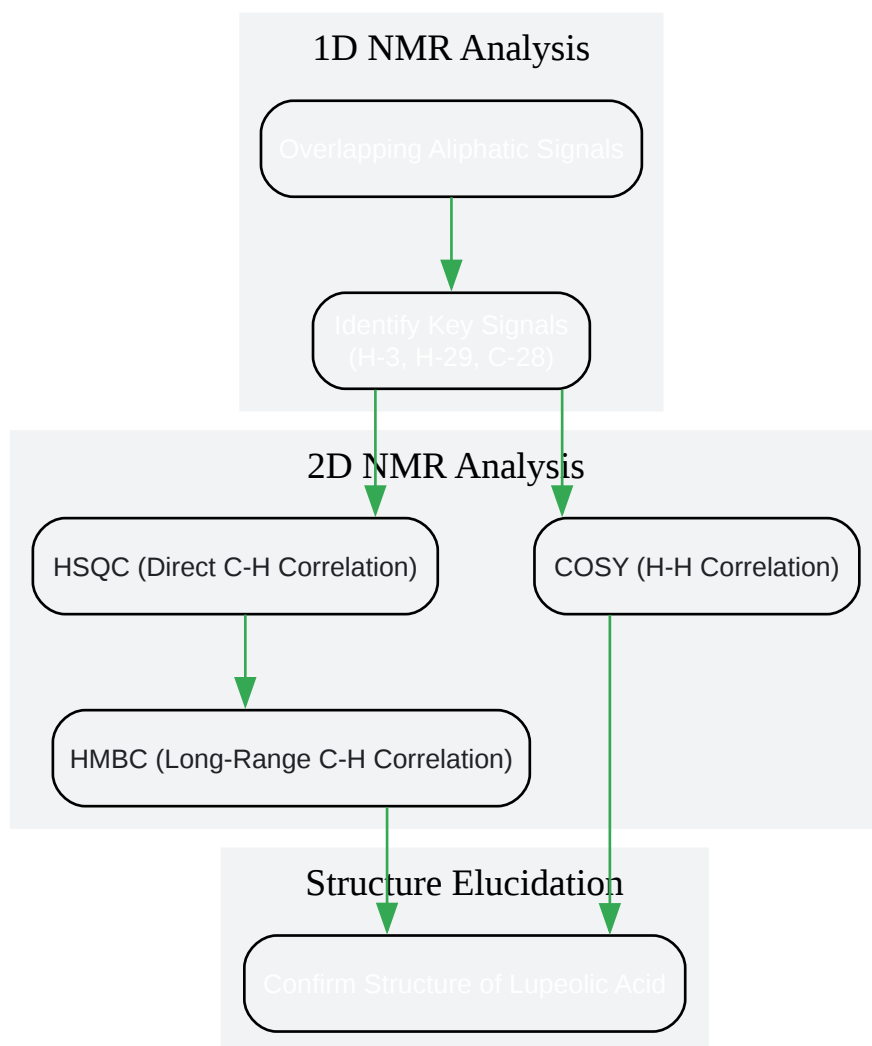 1D NMR Analysis
Overlapping Aliphatic Signals
Identify Key Signals
(H-3, H-29, C-28)
2D NMR Analysis
HSQC (Direct C-H Correlation)
COSY (H-H Correlation)
HMBC (Long-Range C-H Correlation)
Structure Elucidation
Confirm Structure of Lupeolic Acid